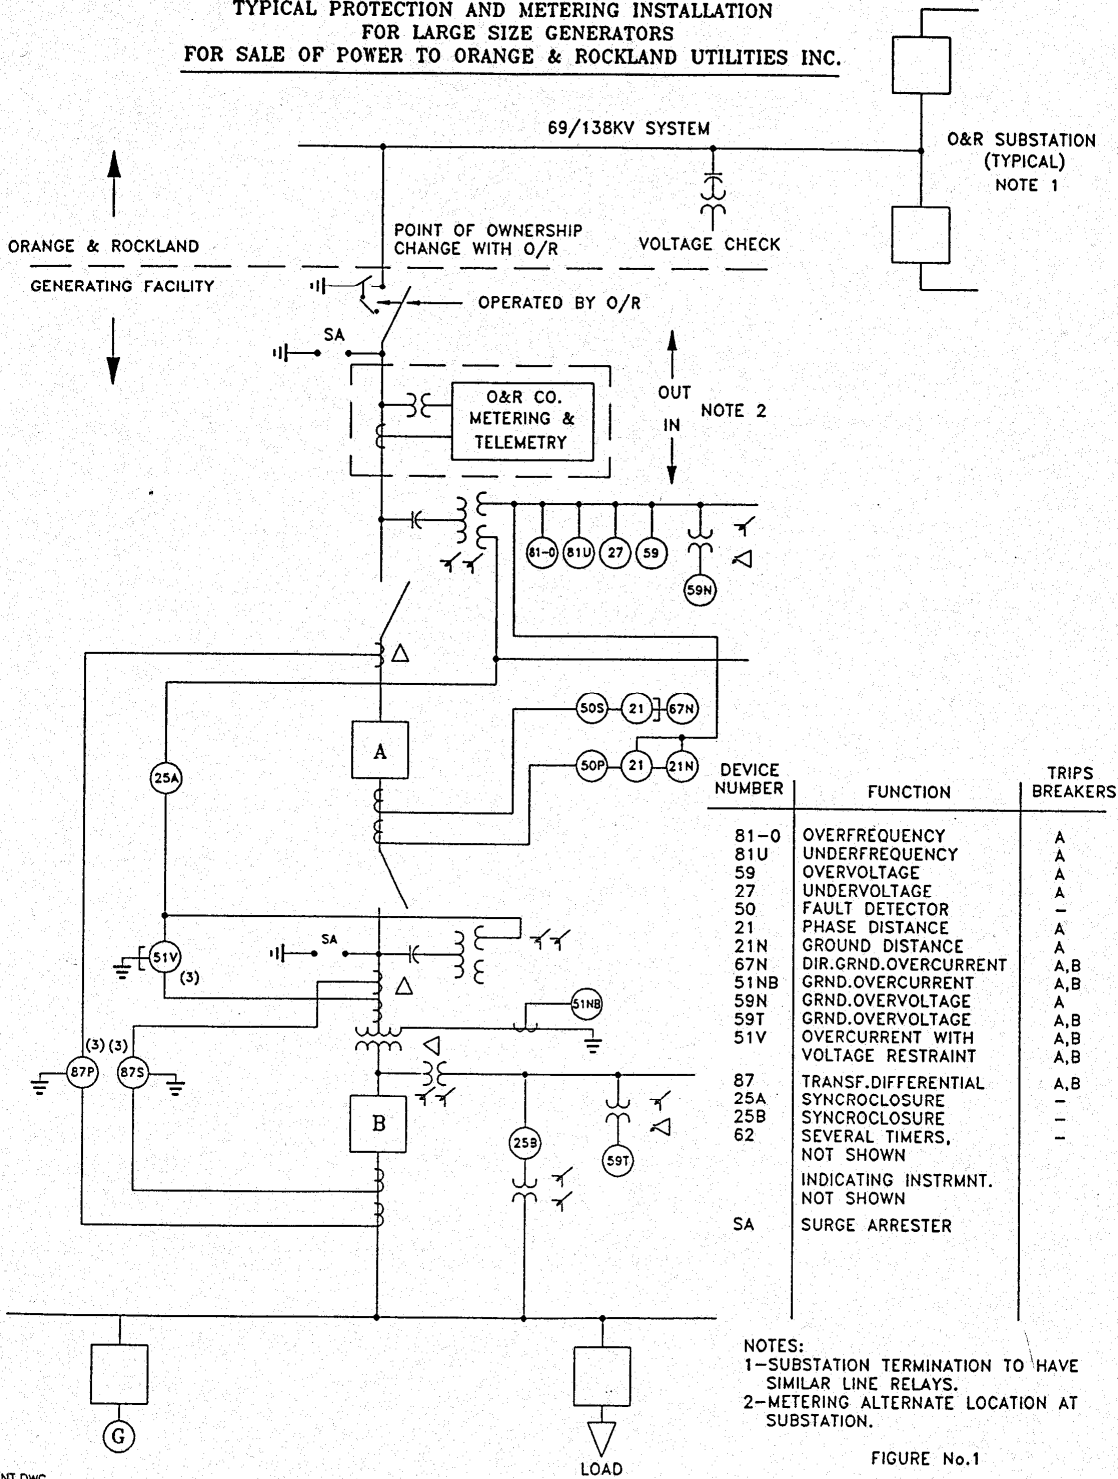 TYPICAL PROTECTION AND METERING INSTALLATION
FOR LARGE SIZE GENERATORS
FOR SALE OF POWER TO ORANGE & ROCKLAND UTILITIES INC.
69/138KV SYSTEM
O&R SUBSTATION
(TYPICAL)
NOTE 1
ORANGE & ROCKLAND
POINT OF OWNERSHIP
CHANGE WITH O/R
VOLTAGE CHECK
GENERATING FACILITY
OPERATED BY O/R
SA
O&R CO.
METERING &
TELEMETRY
OUT
IN
NOTE 2
81-0
81U
27
59
59N
50S
21
67N
A
25A
50P
21
21N
51V
(3)
SA
51NB
(3) (3)
87P
87S
B
25B
59T
DEVICE
NUMBER
FUNCTION
TRIPS
BREAKERS
81-0 OVERFREQUENCY A
81U UNDERFREQUENCY A
59 OVERVOLTAGE A
27 UNDERVOLTAGE A
50 FAULT DETECTOR –
21 PHASE DISTANCE A
21N GROUND DISTANCE A
67N DIR.GRND.OVERCURRENT A,B
51NB GRND.OVERCURRENT A,B
59N GRND.OVERVOLTAGE A
59T GRND.OVERVOLTAGE A,B
51V OVERCURRENT WITH A,B
VOLTAGE RESTRAINT A,B
87 TRANSF.DIFFERENTIAL A,B
25A SYNCROCLOSURE –
25B SYNCROCLOSURE –
62 SEVERAL TIMERS, –
NOT SHOWN
INDICATING INSTRMNT.
NOT SHOWN
SA SURGE ARRESTER
G
LOAD
NOTES:
1-SUBSTATION TERMINATION TO HAVE
SIMILAR LINE RELAYS.
2-METERING ALTERNATE LOCATION AT
SUBSTATION.
FIGURE No.1